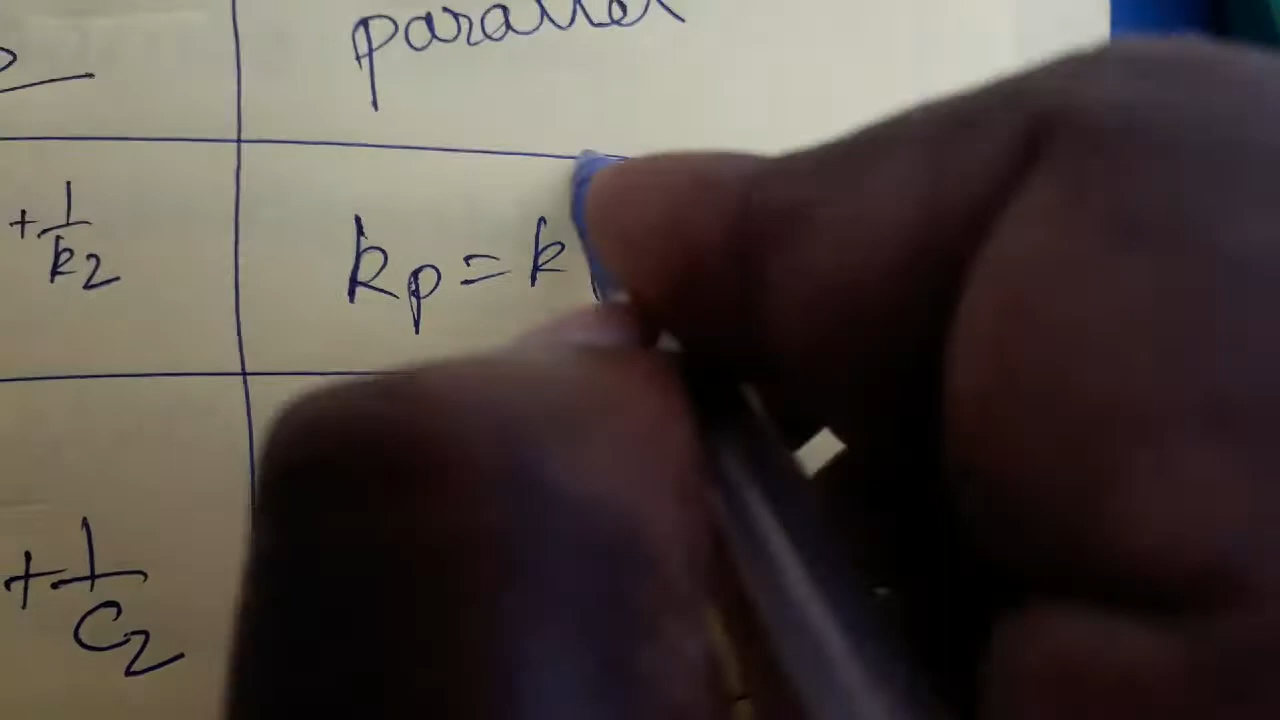 parallel
+1/k2
kp = k
+1/C2